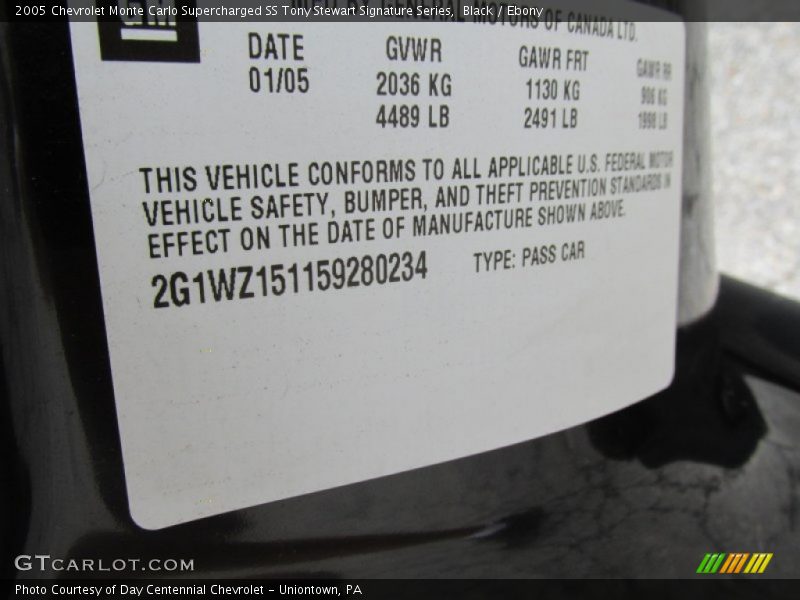 2005 Chevrolet Monte Carlo Supercharged SS Tony Stewart Signature Series, Black / Ebony
GM
BY GENERAL MOTORS OF CANADA LTD.
DATE GVWR GAWR FRT GAWR RR
01/05 2036 KG 1130 KG 906 KG
4489 LB 2491 LB 1998 LB
THIS VEHICLE CONFORMS TO ALL APPLICABLE U.S. FEDERAL MOTOR
VEHICLE SAFETY, BUMPER, AND THEFT PREVENTION STANDARDS IN
EFFECT ON THE DATE OF MANUFACTURE SHOWN ABOVE.
2G1WZ151159280234 TYPE: PASS CAR
GTCARLOT.COM
Photo Courtesy of Day Centennial Chevrolet - Uniontown, PA